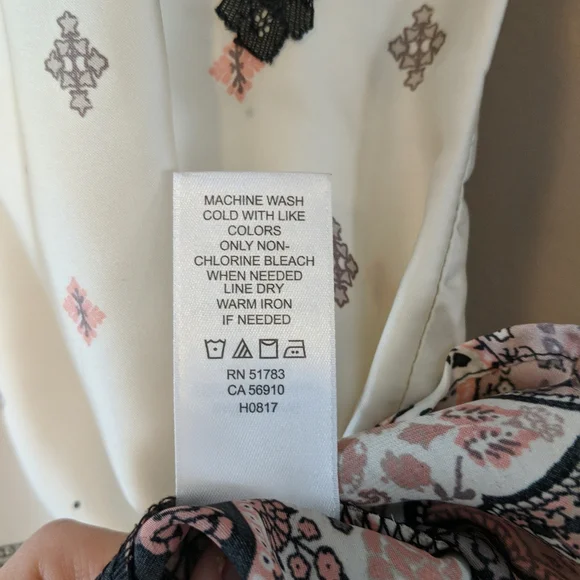 MACHINE WASH
COLD WITH LIKE
COLORS
ONLY NON-
CHLORINE BLEACH
WHEN NEEDED
LINE DRY
WARM IRON
IF NEEDED
RN 51783
CA 56910
H0817